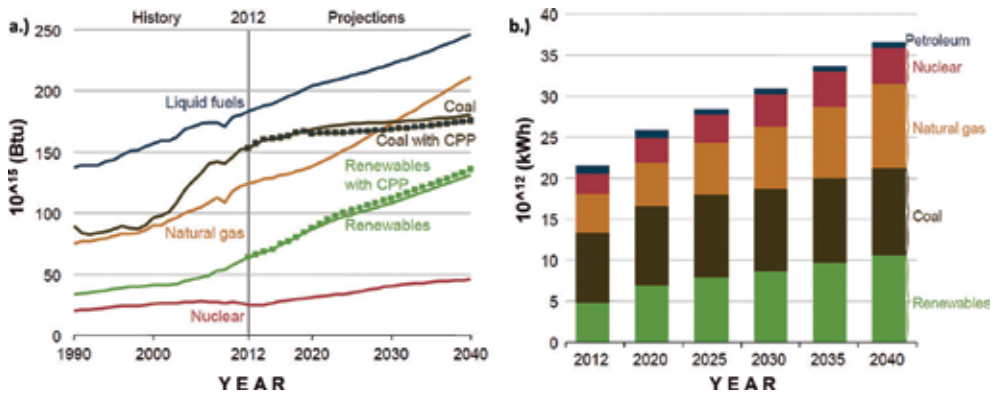 a.)
History
2012
Projections
10^15 (Btu)
250
200
150
100
50
0
Liquid fuels
Coal
Coal with CPP
Renewables
with CPP
Natural gas
Renewables
Nuclear
1990
2000
2012
2020
2030
2040
YEAR
b.)
10^12 (kWh)
40
35
30
25
20
15
10
5
0
Petroleum
Nuclear
Natural gas
Coal
Renewables
2012
2020
2025
2030
2035
2040
YEAR